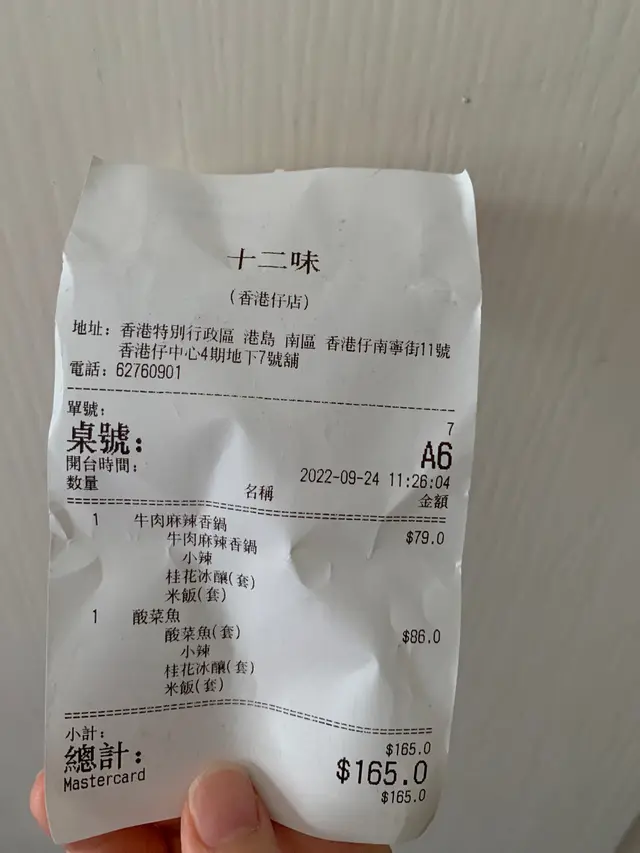 十二味
(香港仔店)
地址: 香港特別行政區 港島 南區 香港仔南寧街11號
香港仔中心4期地下7號舖
電話: 62760901
單號: 7
桌號: A6
開台時間: 2022-09-24 11:26:04
數量 名稱 金額
1 牛肉麻辣香鍋 $79.0
牛肉麻辣香鍋
小辣
桂花冰釀(套)
米飯(套)
1 酸菜魚 $86.0
酸菜魚(套)
小辣
桂花冰釀(套)
米飯(套)
小計: $165.0
總計: $165.0
Mastercard $165.0